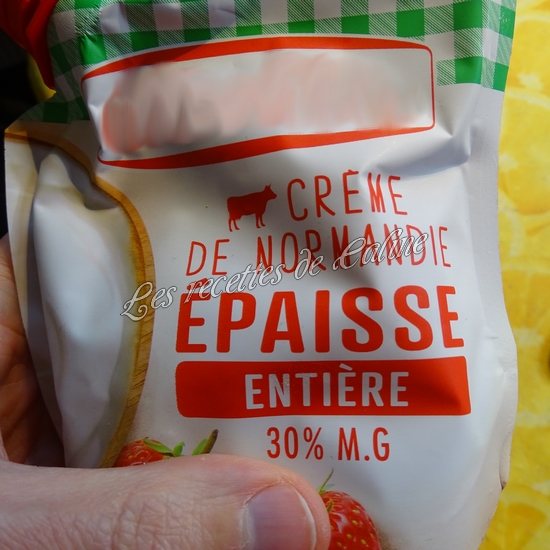 CRÈME
DE NORMANDIE
Les recettes de Caline
ÉPAISSE
ENTIÈRE
30% M.G